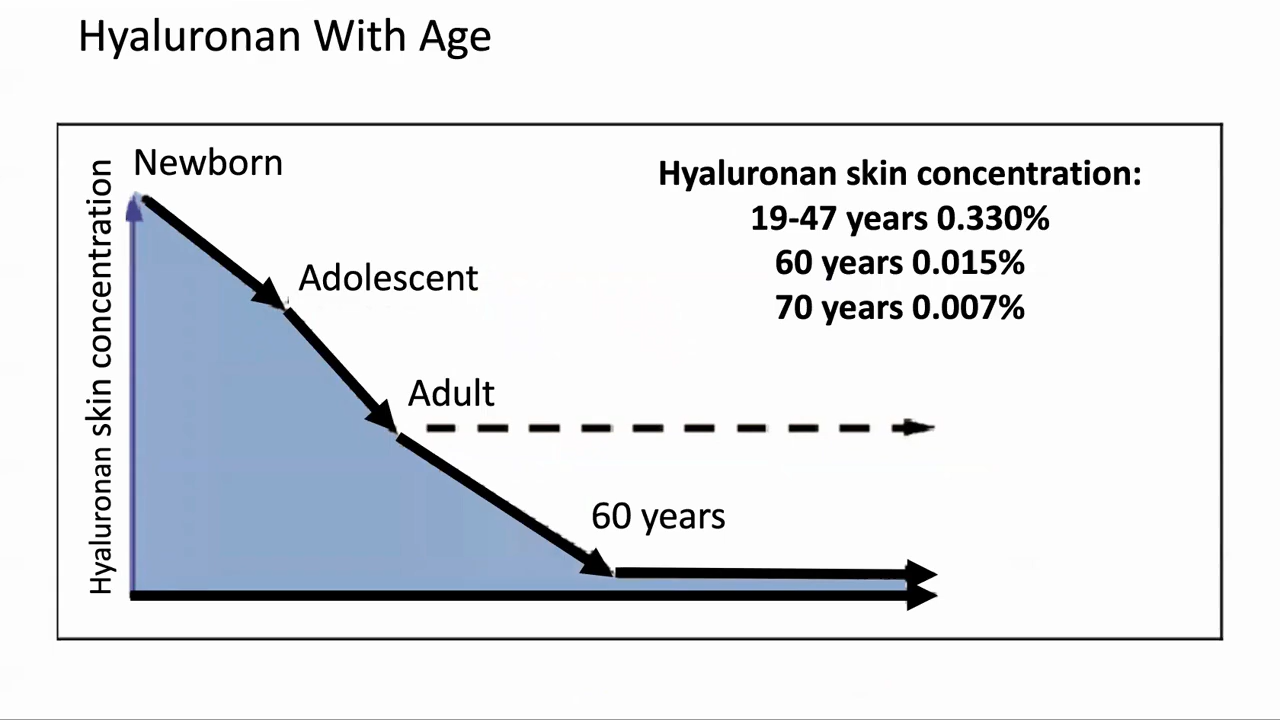 Hyaluronan With Age
Hyaluronan skin concentration
Newborn
Adolescent
Adult
60 years
Hyaluronan skin concentration:
19-47 years 0.330%
60 years 0.015%
70 years 0.007%